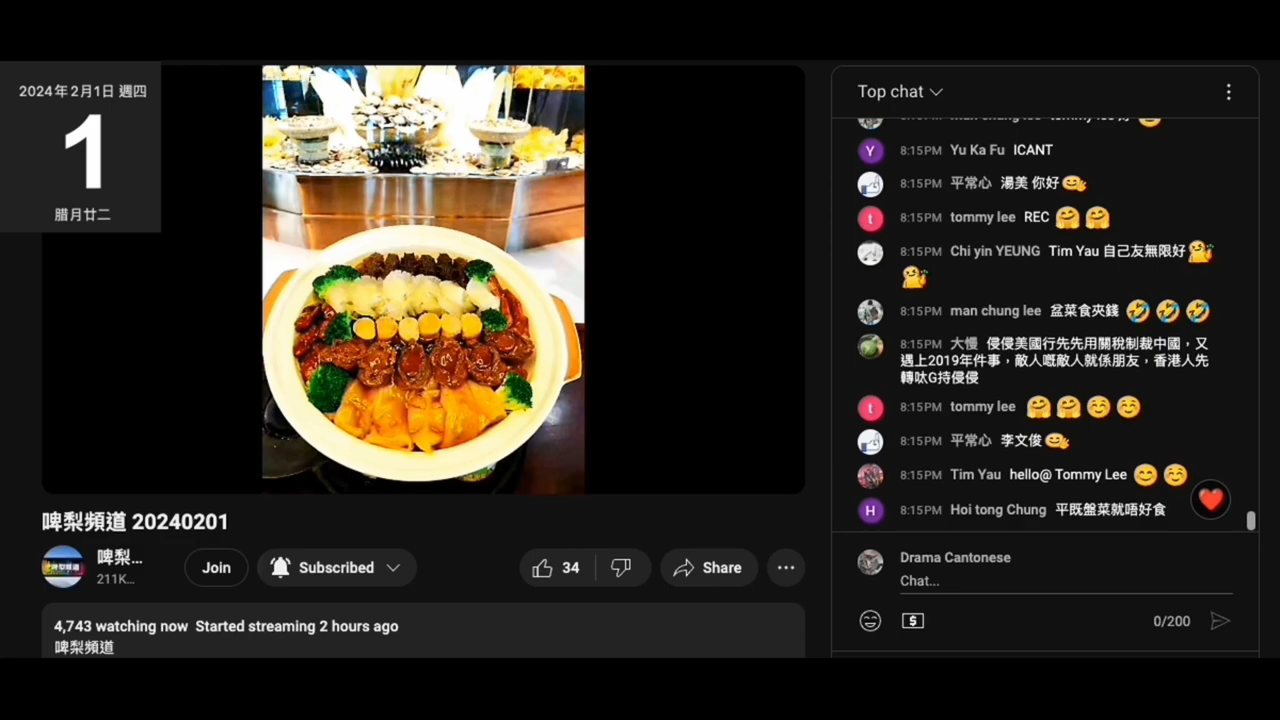 2024年2月1日 週四
1
腊月廿二
啤梨頻道 20240201
啤梨...
211K...
Join
Subscribed
34
Share
4,743 watching now Started streaming 2 hours ago
啤梨頻道
Top chat
8:15PM Yu Ka Fu ICANT
8:15PM 平常心 湯美 你好
8:15PM tommy lee REC
8:15PM Chi yin YEUNG Tim Yau 自己友無限好
8:15PM man chung lee 盆菜食夾錢
8:15PM 大慢 侵侵美國行先先用關稅制裁中國，又
遇上2019年件事，敵人嘅敵人就係朋友，香港人先
轉呔G持侵侵
8:15PM tommy lee
8:15PM 平常心 李文俊
8:15PM Tim Yau hello@ Tommy Lee
8:15PM Hoi tong Chung 平既盤菜就唔好食
Drama Cantonese
Chat...
0/200